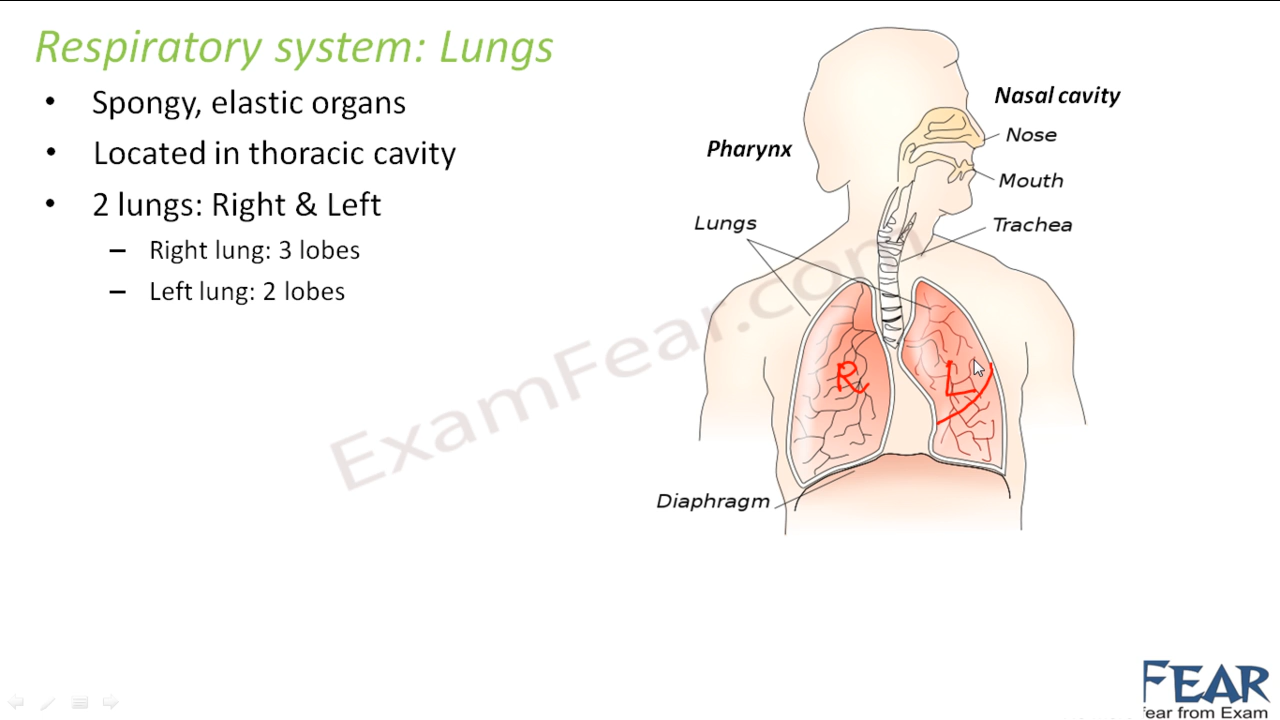 Respiratory system: Lungs
• Spongy, elastic organs
• Located in thoracic cavity
• 2 lungs: Right & Left
– Right lung: 3 lobes
– Left lung: 2 lobes
Nasal cavity
Nose
Pharynx
Mouth
Lungs
Trachea
R
L
Diaphragm
ExamFear.com
FEAR
fear from Exam